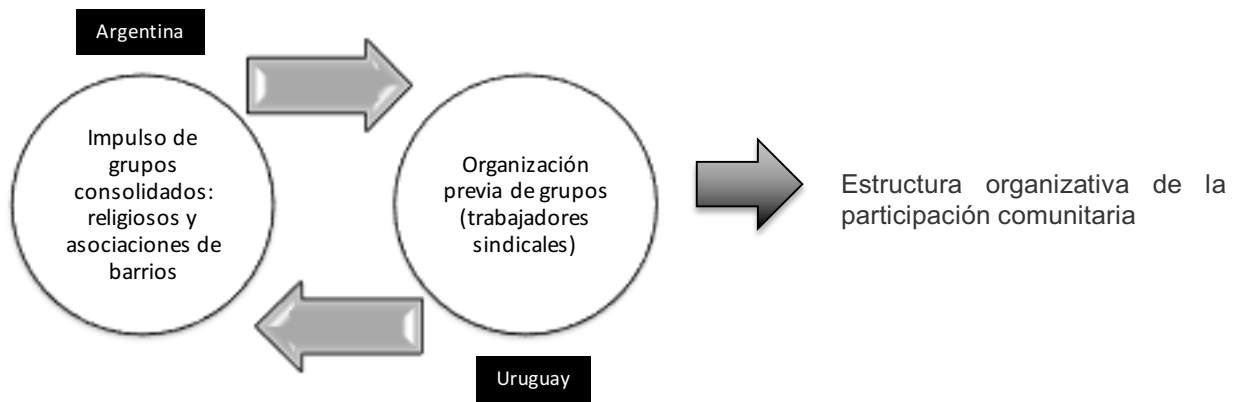 Argentina
Impulso de
grupos
consolidados:
religiosos y
asociaciones de
barrios
Organización
previa de grupos
(trabajadores
sindicales)
Uruguay
Estructura organizativa de la
participación comunitaria